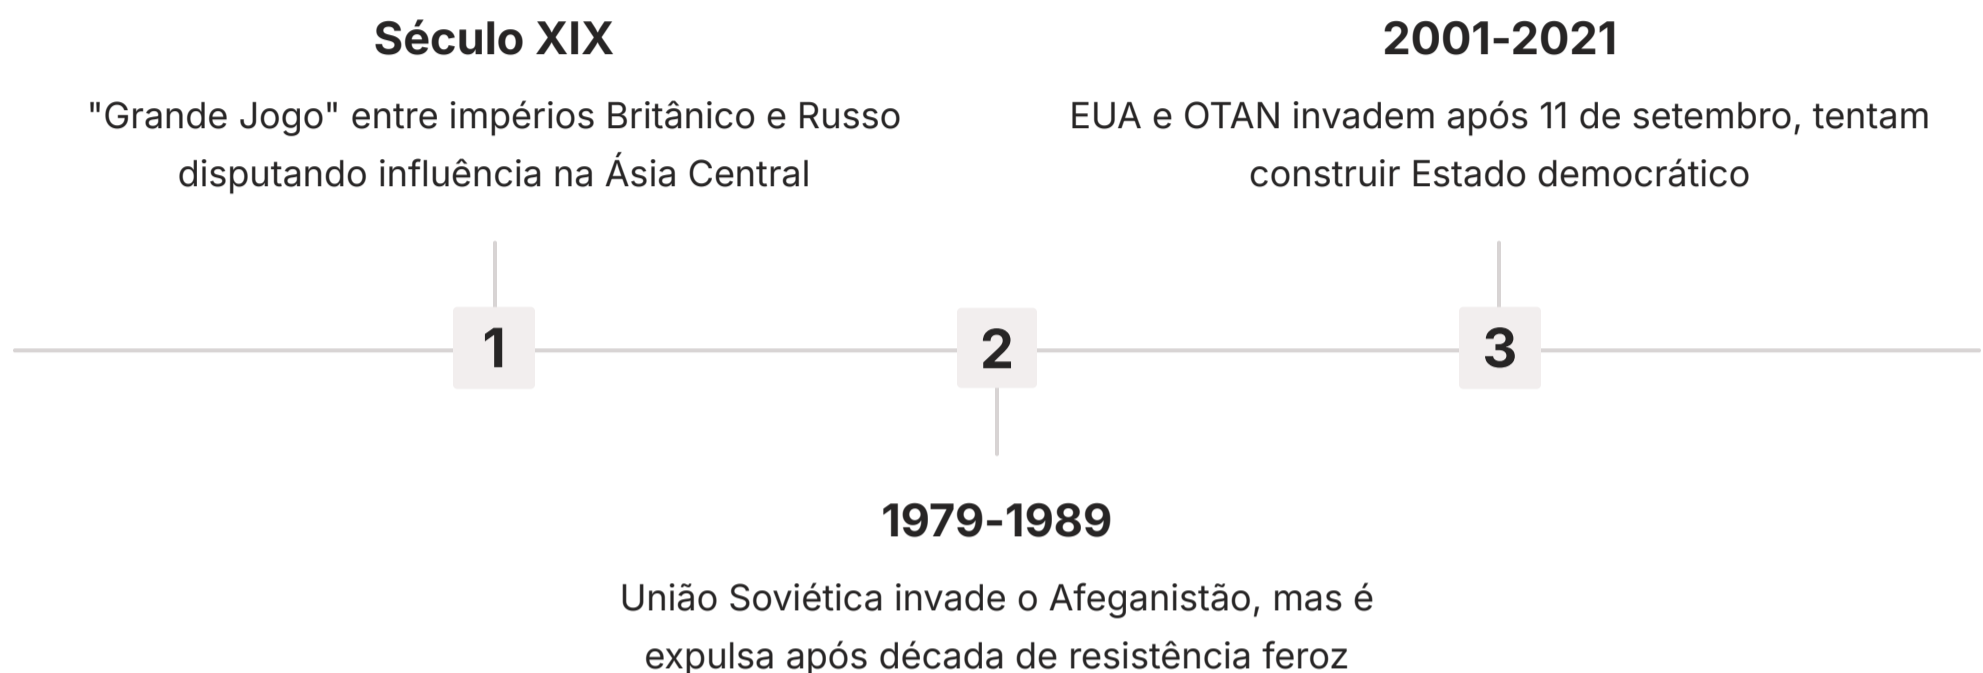 Século XIX
"Grande Jogo" entre impérios Britânico e Russo
disputando influência na Ásia Central
2001-2021
EUA e OTAN invadem após 11 de setembro, tentam
construir Estado democrático
1
2
3
1979-1989
União Soviética invade o Afeganistão, mas é
expulsa após década de resistência feroz